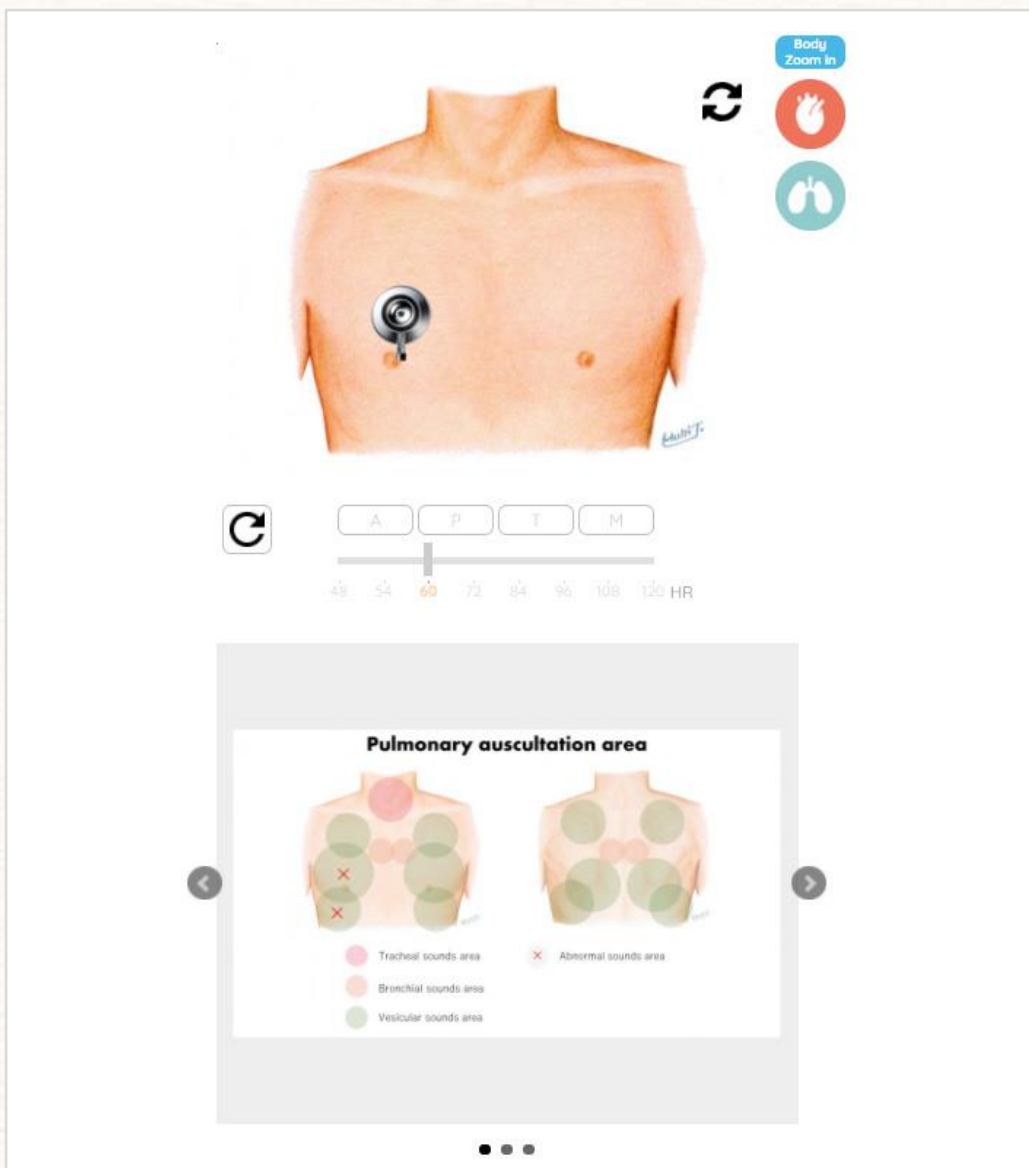 Body
Zoom in
A P T M
48 54 60 72 84 96 108 120 HR
Pulmonary auscultation area
Tracheal sounds area
Abnormal sounds area
Bronchial sounds area
Vesicular sounds area